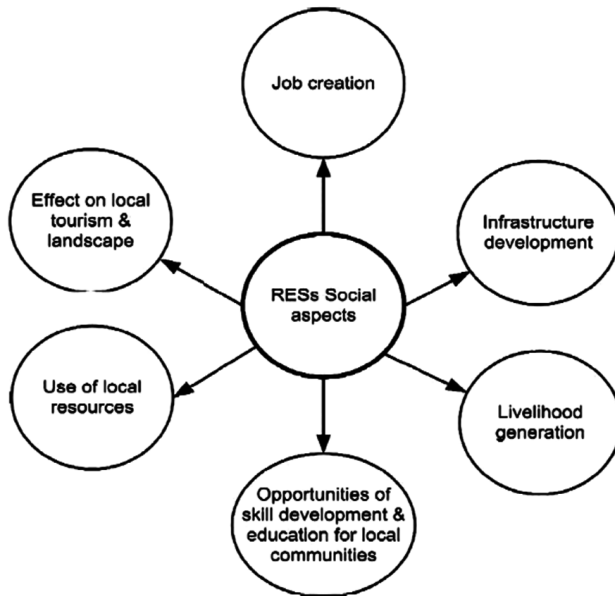 Job creation
Effect on local
tourism &
landscape
Infrastructure
development
RESs Social
aspects
Use of local
resources
Livelihood
generation
Opportunities of
skill development &
education for local
communities